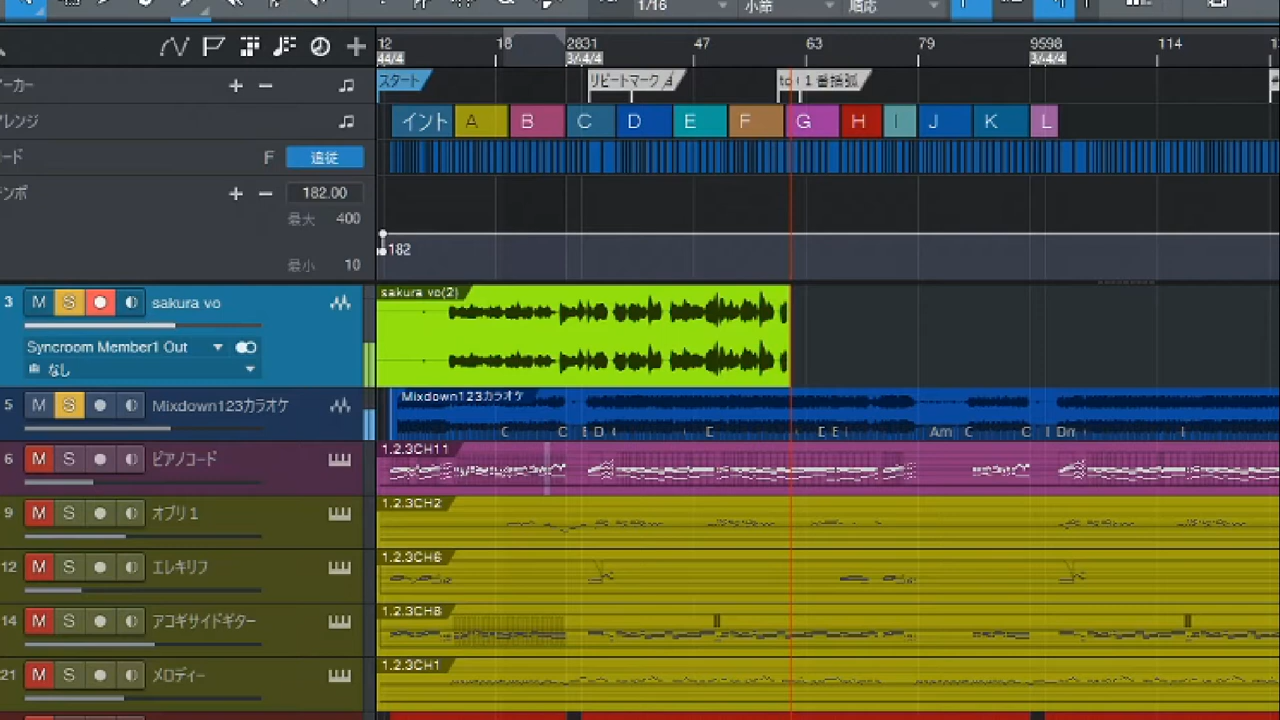 1/16 小節 順応
12 18 2831 47 63 79 9598 114
44/4 3/44/4 3/44/4
ーカー スタート リピートマーク to 1 番括弧
レンジ イント A B C D E F G H I J K L
ード F 追従
ンポ 182.00
最大 400
182
最小 10
3 M S sakura vo sakura vo(2)
Syncroom Member1 Out
なし
5 M S Mixdown123カラオケ Mixdown123カラオケ
C C E D C E D E Am C C Dm
6 M S ピアノコード 1.2.3CH11
9 M S オブリ1 1.2.3CH2
12 M S エレキリフ 1.2.3CH6
14 M S アコギサイドギター 1.2.3CH8
21 M S メロディー 1.2.3CH1